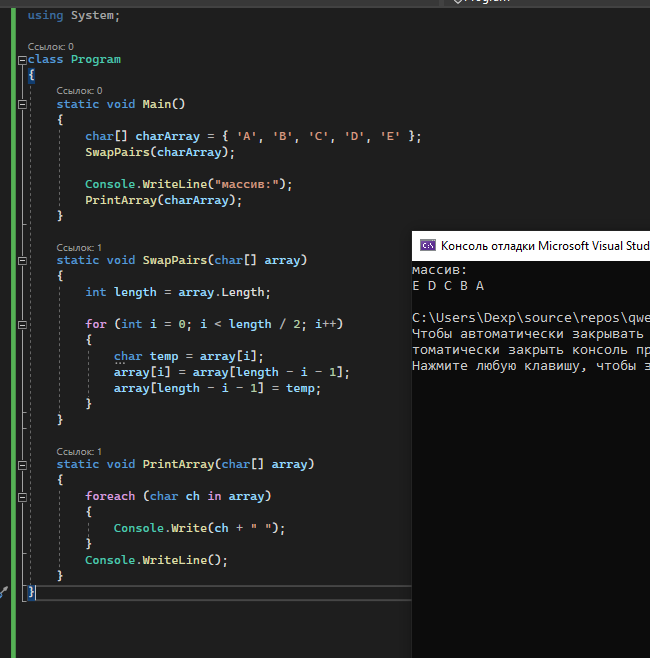 Program
using System;
Ссылок: 0
class Program
{
Ссылок: 0
static void Main()
{
char[] charArray = { 'A', 'B', 'C', 'D', 'E' };
SwapPairs(charArray);
Console.WriteLine("массив:");
PrintArray(charArray);
}
Ссылок: 1
static void SwapPairs(char[] array)
{
int length = array.Length;
for (int i = 0; i < length / 2; i++)
{
char temp = array[i];
array[i] = array[length - i - 1];
array[length - i - 1] = temp;
}
}
Ссылок: 1
static void PrintArray(char[] array)
{
foreach (char ch in array)
{
Console.Write(ch + " ");
}
Console.WriteLine();
}
}
Консоль отладки Microsoft Visual Stud
массив:
E D C B A
C:\Users\Dexp\source\repos\qwe
Чтобы автоматически закрывать
томатически закрыть консоль пр
Нажмите любую клавишу, чтобы з